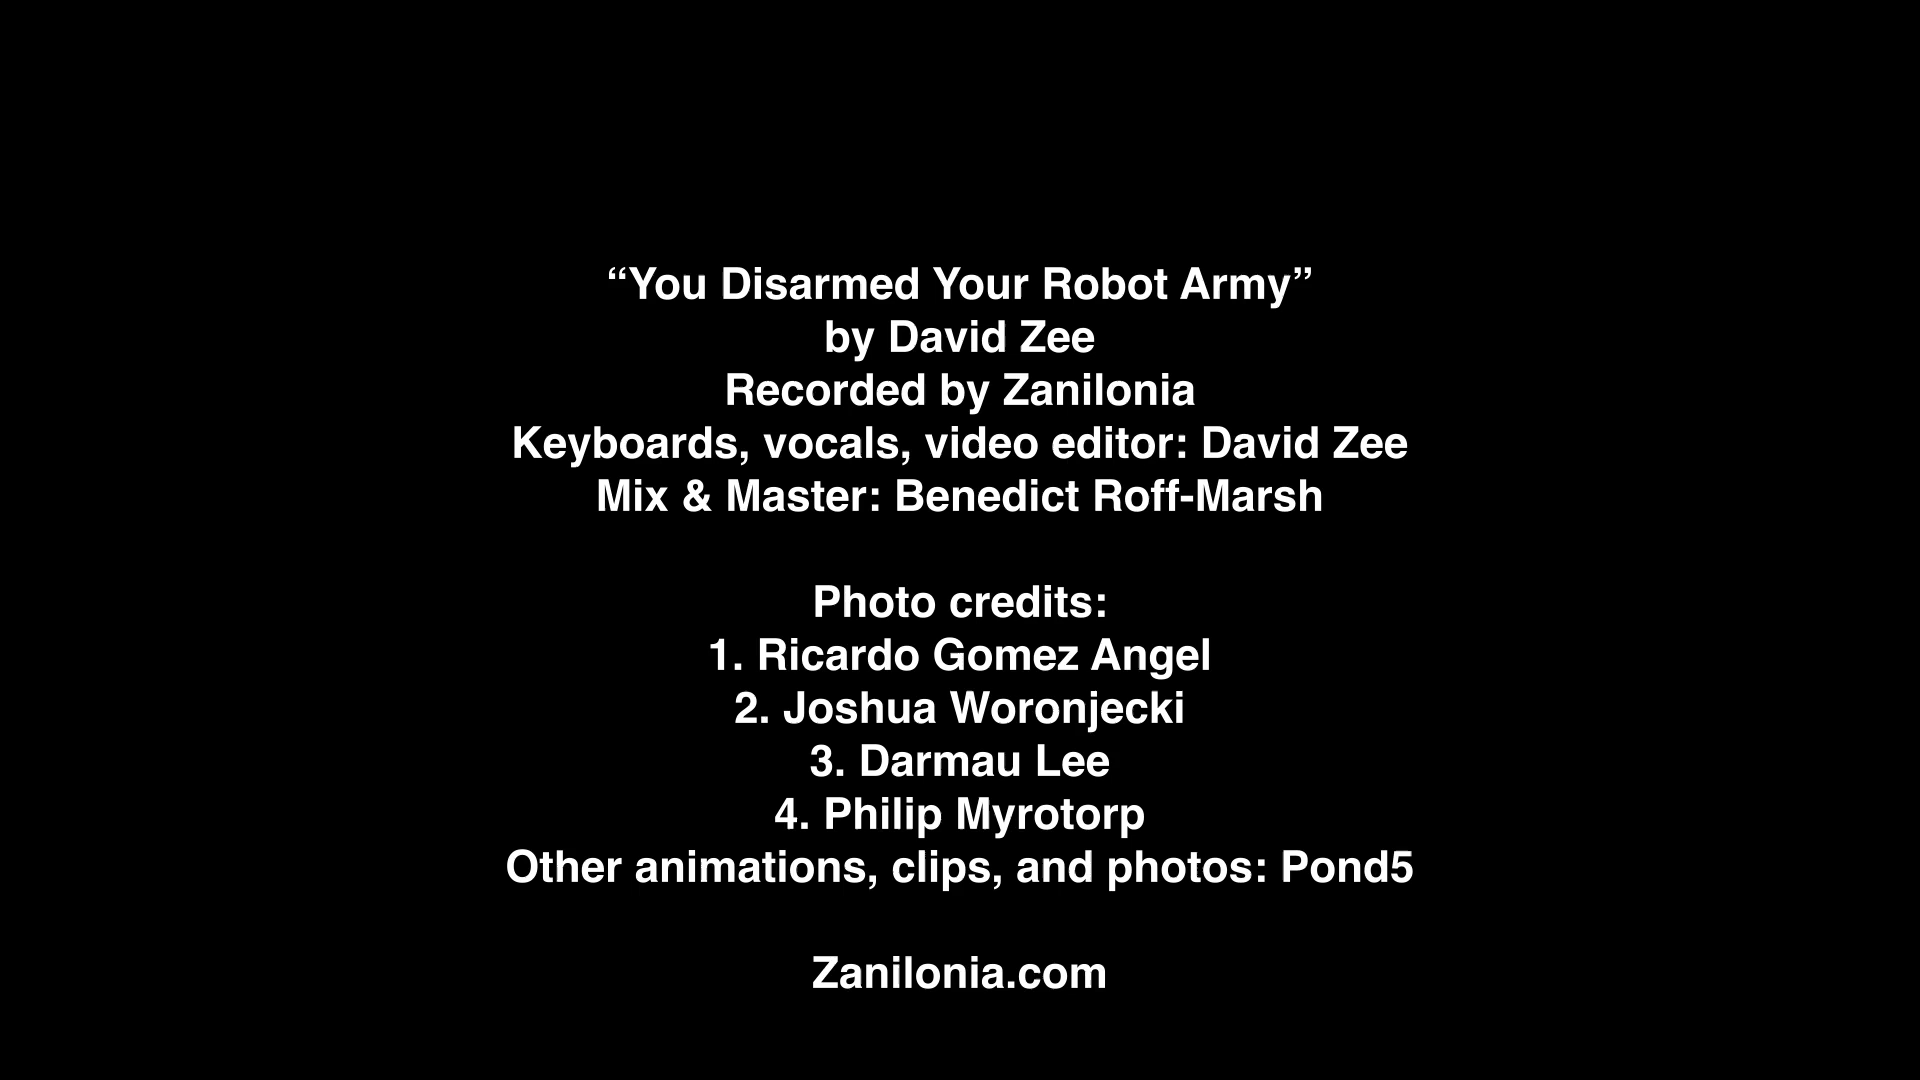 “You Disarmed Your Robot Army”
by David Zee
Recorded by Zanilonia
Keyboards, vocals, video editor: David Zee
Mix & Master: Benedict Roff-Marsh
Photo credits:
1. Ricardo Gomez Angel
2. Joshua Woronjecki
3. Darmau Lee
4. Philip Myrotorp
Other animations, clips, and photos: Pond5
Zanilonia.com